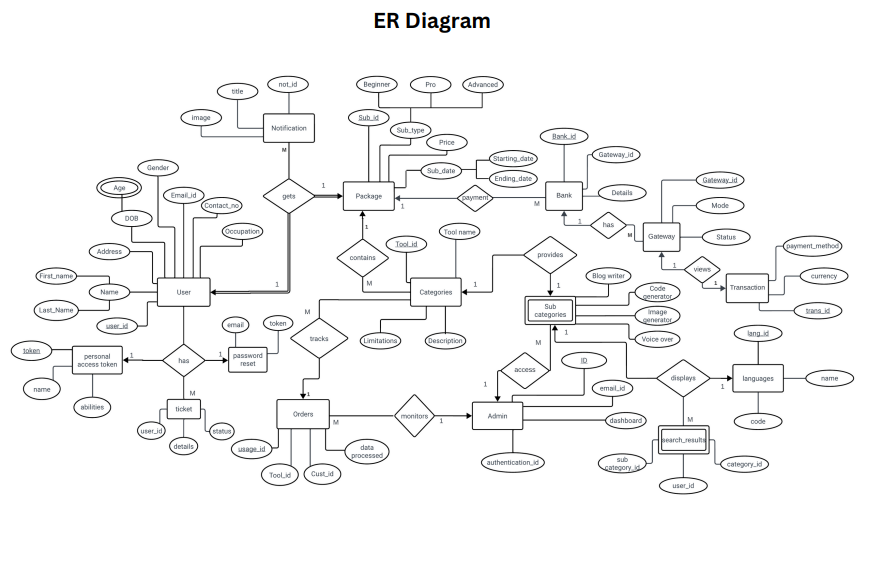 ER Diagram
not_id
title
image
Notification
M
Beginner
Pro
Advanced
Sub_id
Sub_type
Price
Sub_date
Starting_date
Ending_date
Package
gets
1
1
payment
1
M
Bank_id
Gateway_id
Details
Bank
has
1
M
Gateway_id
Mode
Status
Gateway
views
1
1
payment_method
currency
trans_id
Transaction
Gender
Age
DOB
Email_id
Contact_no
Occupation
Address
First_name
Name
Last_Name
user_id
User
contains
1
M
Tool_id
Tool name
Categories
Limitations
Description
provides
1
1
Sub
categories
Blog writer
Code
generator
Image
generator
Voice over
1
M
tracks
M
1
token
name
abilities
personal
access token
has
1
1
M
email
token
password
reset
ticket
user_id
details
status
Orders
usage_id
Tool_id
Cust_id
data
processed
monitors
M
1
access
1
Admin
ID
email_id
dashboard
authentication_id
displays
1
M
lang_id
languages
name
code
search_results
sub
category_id
category_id
user_id